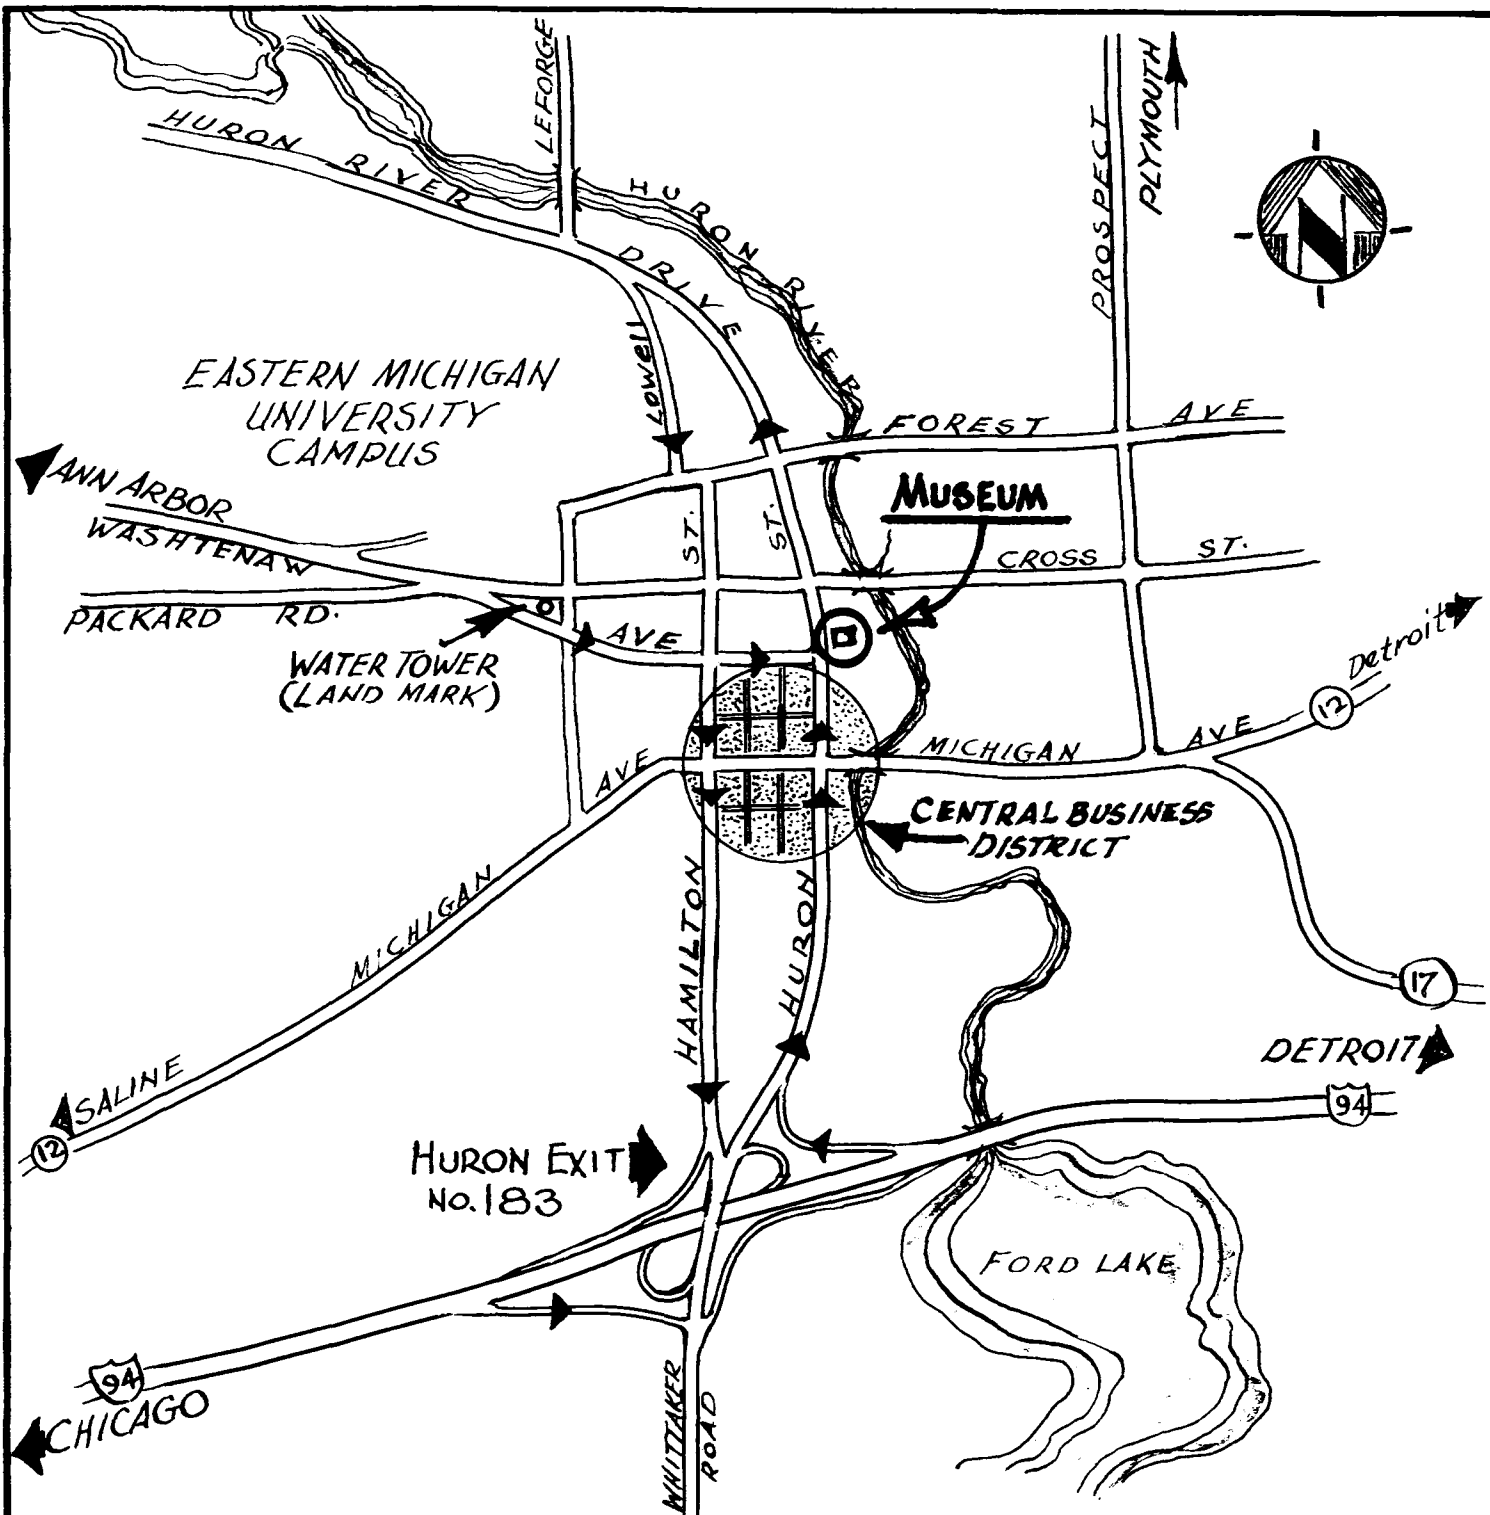 HURON RIVER DRIVE
LEFORGE
HURON RIVER
PROSPECT
PLYMOUTH
N
EASTERN MICHIGAN
UNIVERSITY
CAMPUS
Lowell
FOREST AVE
ANN ARBOR
WASHTENAW AVE
MUSEUM
ST.
ST.
CROSS ST.
PACKARD RD.
WATER TOWER
(LAND MARK)
Detroit
12
MICHIGAN AVE
MICHIGAN AVE
CENTRAL BUSINESS
DISTRICT
HAMILTON
HURON
17
DETROIT
SALINE
12
94
HURON EXIT
NO. 183
FORD LAKE
94
CHICAGO
WHITTAKER
ROAD